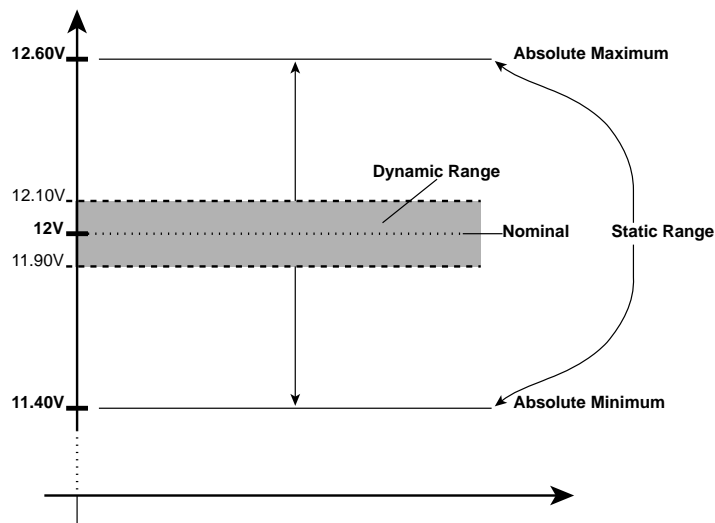 12.60V
Absolute Maximum
Dynamic Range
12.10V
12V
Nominal
Static Range
11.90V
11.40V
Absolute Minimum